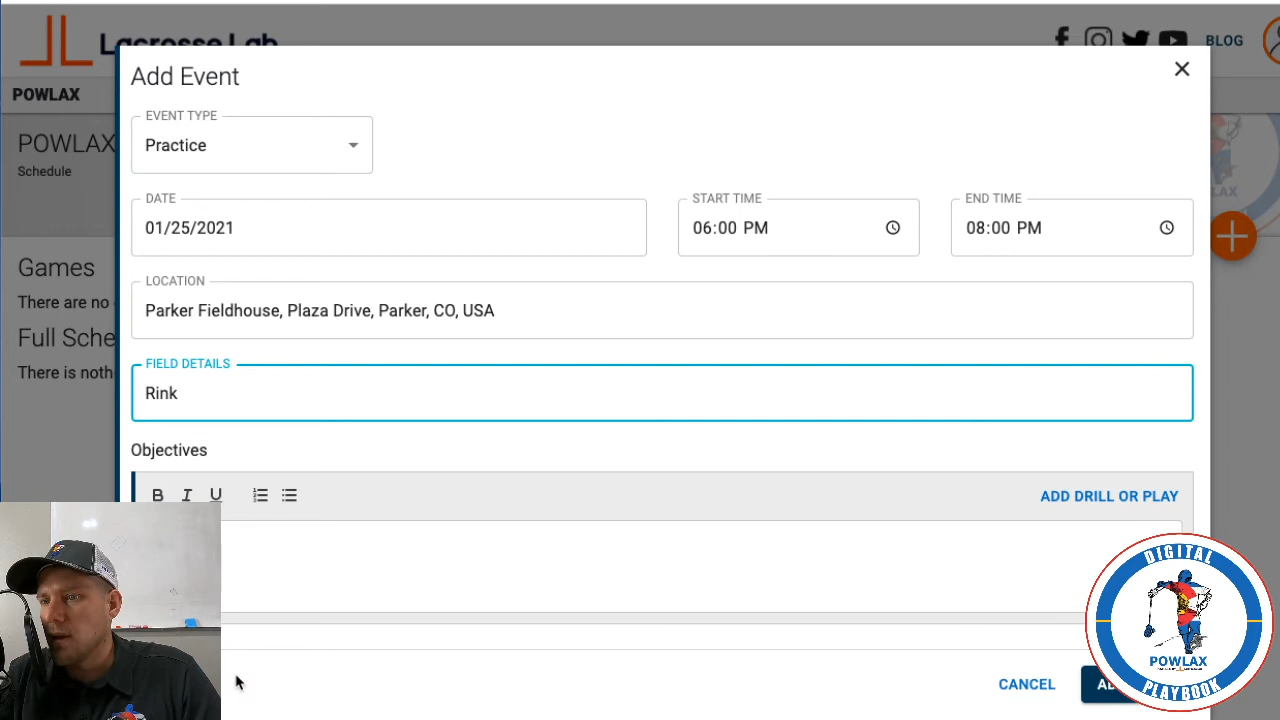 Lacrosse Lab
BLOG
POWLAX
POWLAX
Schedule
Games
There are no
Full Sche
There is noth
Add Event
EVENT TYPE
Practice
DATE
01/25/2021
START TIME
06:00 PM
END TIME
08:00 PM
LOCATION
Parker Fieldhouse, Plaza Drive, Parker, CO, USA
FIELD DETAILS
Rink
Objectives
B I U
ADD DRILL OR PLAY
CANCEL
DIGITAL
POWLAX
PLAYBOOK